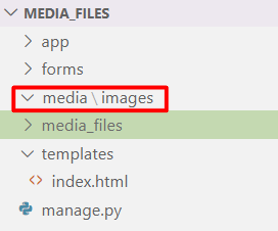 MEDIA_FILES
app
forms
media \ images
media_files
templates
<> index.html
manage.py